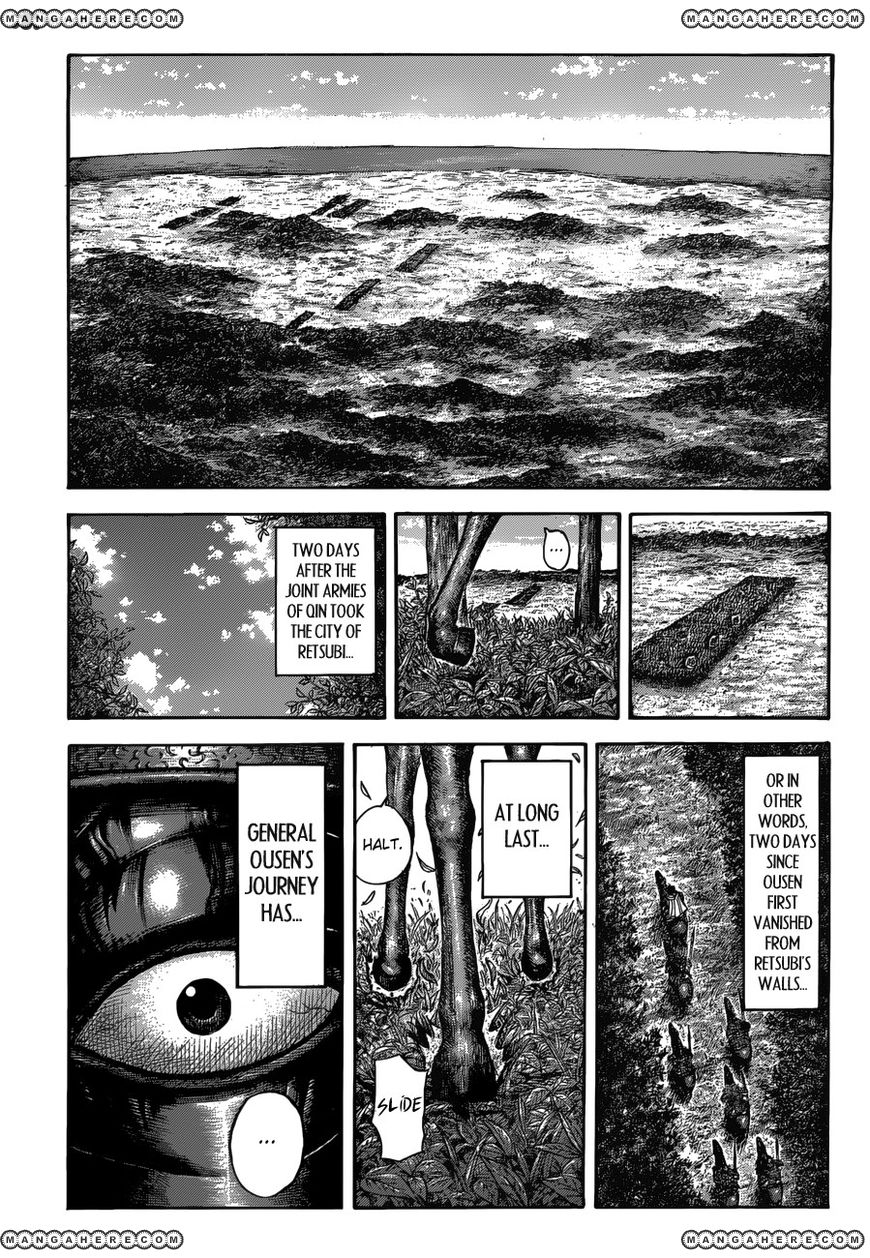 MANGAHERE.COM
MANGAHERE.COM
...
TWO DAYS
AFTER THE
JOINT ARMIES
OF QIN TOOK
THE CITY OF
RETSUBI...
OR IN
OTHER
WORDS,
TWO DAYS
SINCE
OUSEN
FIRST
VANISHED
FROM
RETSUBI'S
WALLS...
AT LONG
LAST...
HALT.
SLIDE
GENERAL
OUSEN'S
JOURNEY
HAS...
...
MANGAHERE.COM
MANGAHERE.COM